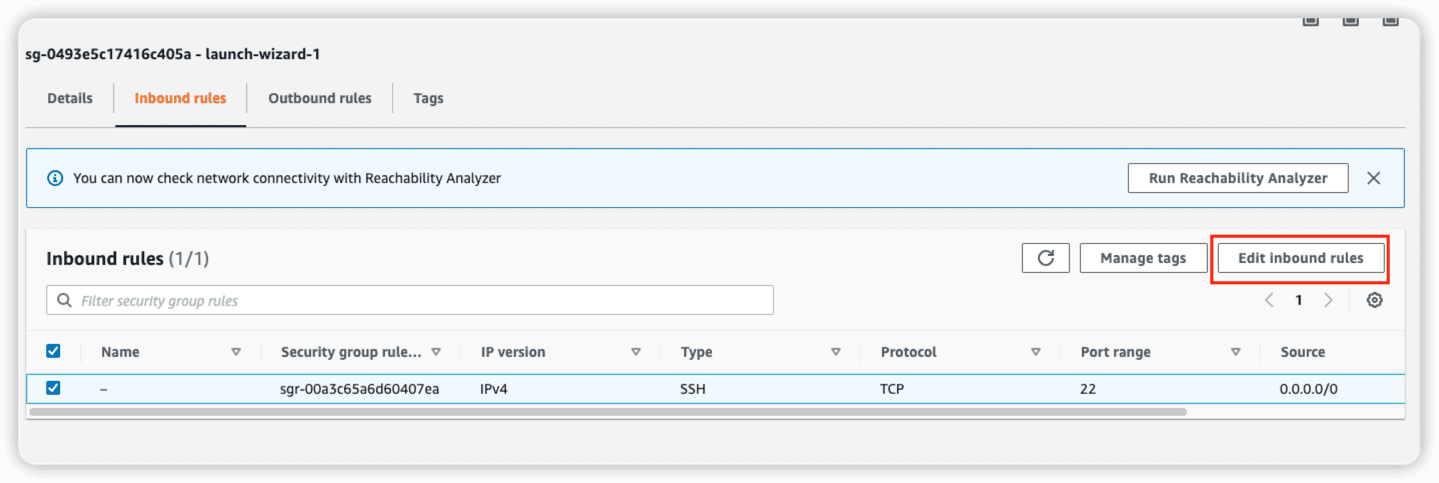 sg-0493e5c17416c405a - launch-wizard-1
Details Inbound rules Outbound rules Tags
You can now check network connectivity with Reachability Analyzer Run Reachability Analyzer
Inbound rules (1/1) Manage tags Edit inbound rules
Filter security group rules 1
Name Security group rule... IP version Type Protocol Port range Source
– sgr-00a3c65a6d60407ea IPv4 SSH TCP 22 0.0.0.0/0